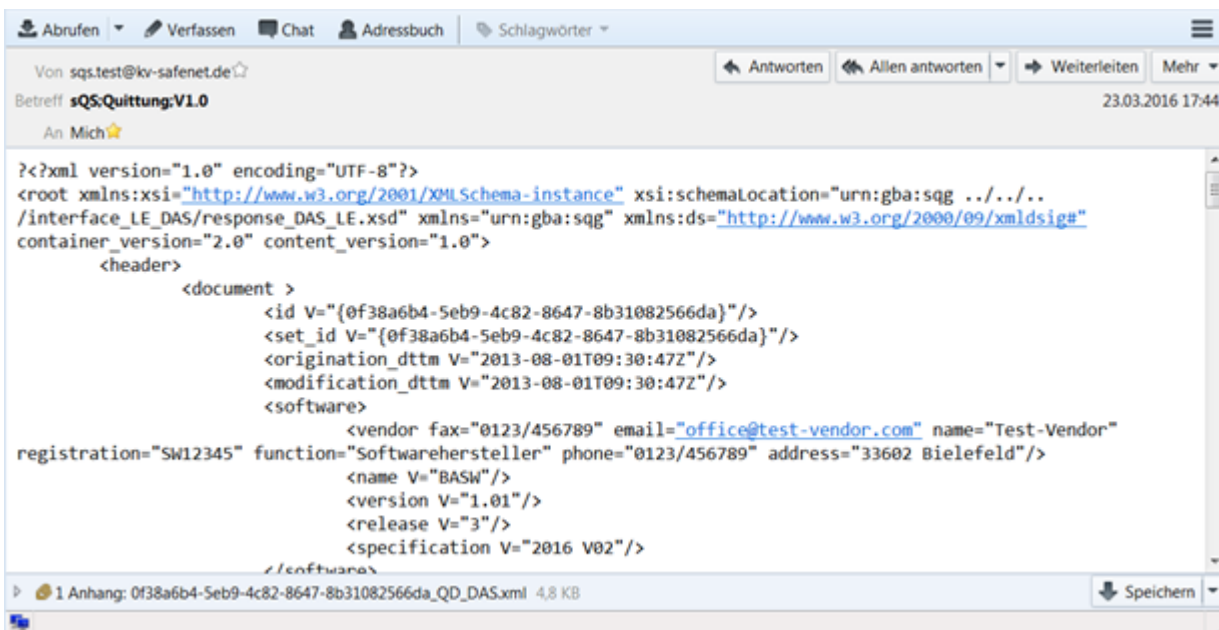 Abrufen Verfassen Chat Adressbuch Schlagwörter
Von sqs.test@kv-safenet.de Antworten Allen antworten Weiterleiten Mehr
Betreff sQS;Quittung;V1.0 23.03.2016 17:44
An Mich
?<?xml version="1.0" encoding="UTF-8"?>
<root xmlns:xsi="http://www.w3.org/2001/XMLSchema-instance" xsi:schemaLocation="urn:gba:sqg ../../..
/interface_LE_DAS/response_DAS_LE.xsd" xmlns="urn:gba:sqg" xmlns:ds="http://www.w3.org/2000/09/xmldsig#"
container_version="2.0" content_version="1.0">
<header>
<document >
<id V="{0f38a6b4-5eb9-4c82-8647-8b31082566da}"/>
<set_id V="{0f38a6b4-5eb9-4c82-8647-8b31082566da}"/>
<origination_dttm V="2013-08-01T09:30:47Z"/>
<modification_dttm V="2013-08-01T09:30:47Z"/>
<software>
<vendor fax="0123/456789" email="office@test-vendor.com" name="Test-Vendor"
registration="SW12345" function="Softwarehersteller" phone="0123/456789" address="33602 Bielefeld"/>
<name V="BASW"/>
<version V="1.01"/>
<release V="3"/>
<specification V="2016 V02"/>
</software>
1 Anhang: 0f38a6b4-5eb9-4c82-8647-8b31082566da_QD_DAS.xml 4,8 KB Speichern